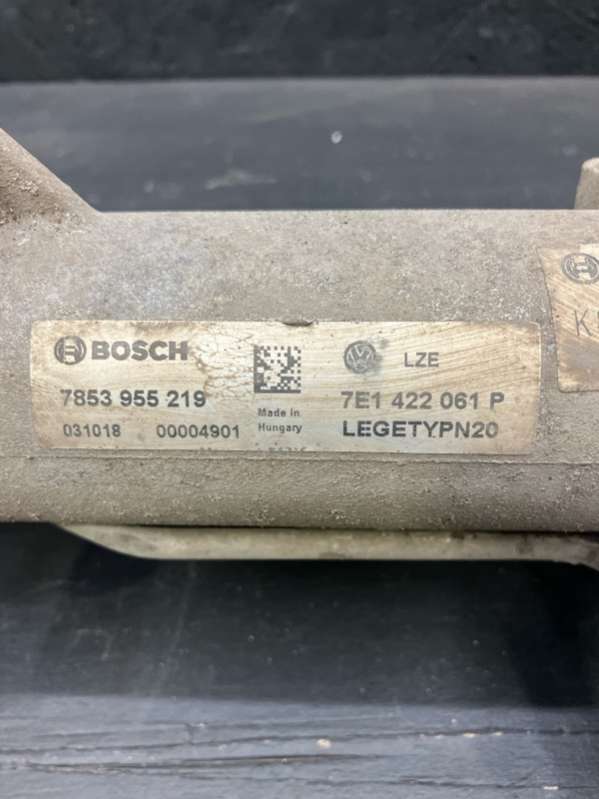 BOSCH
7853 955 219
031018 00004901
Made in
Hungary
LZE
7E1 422 061 P
LEGETYPN20
K